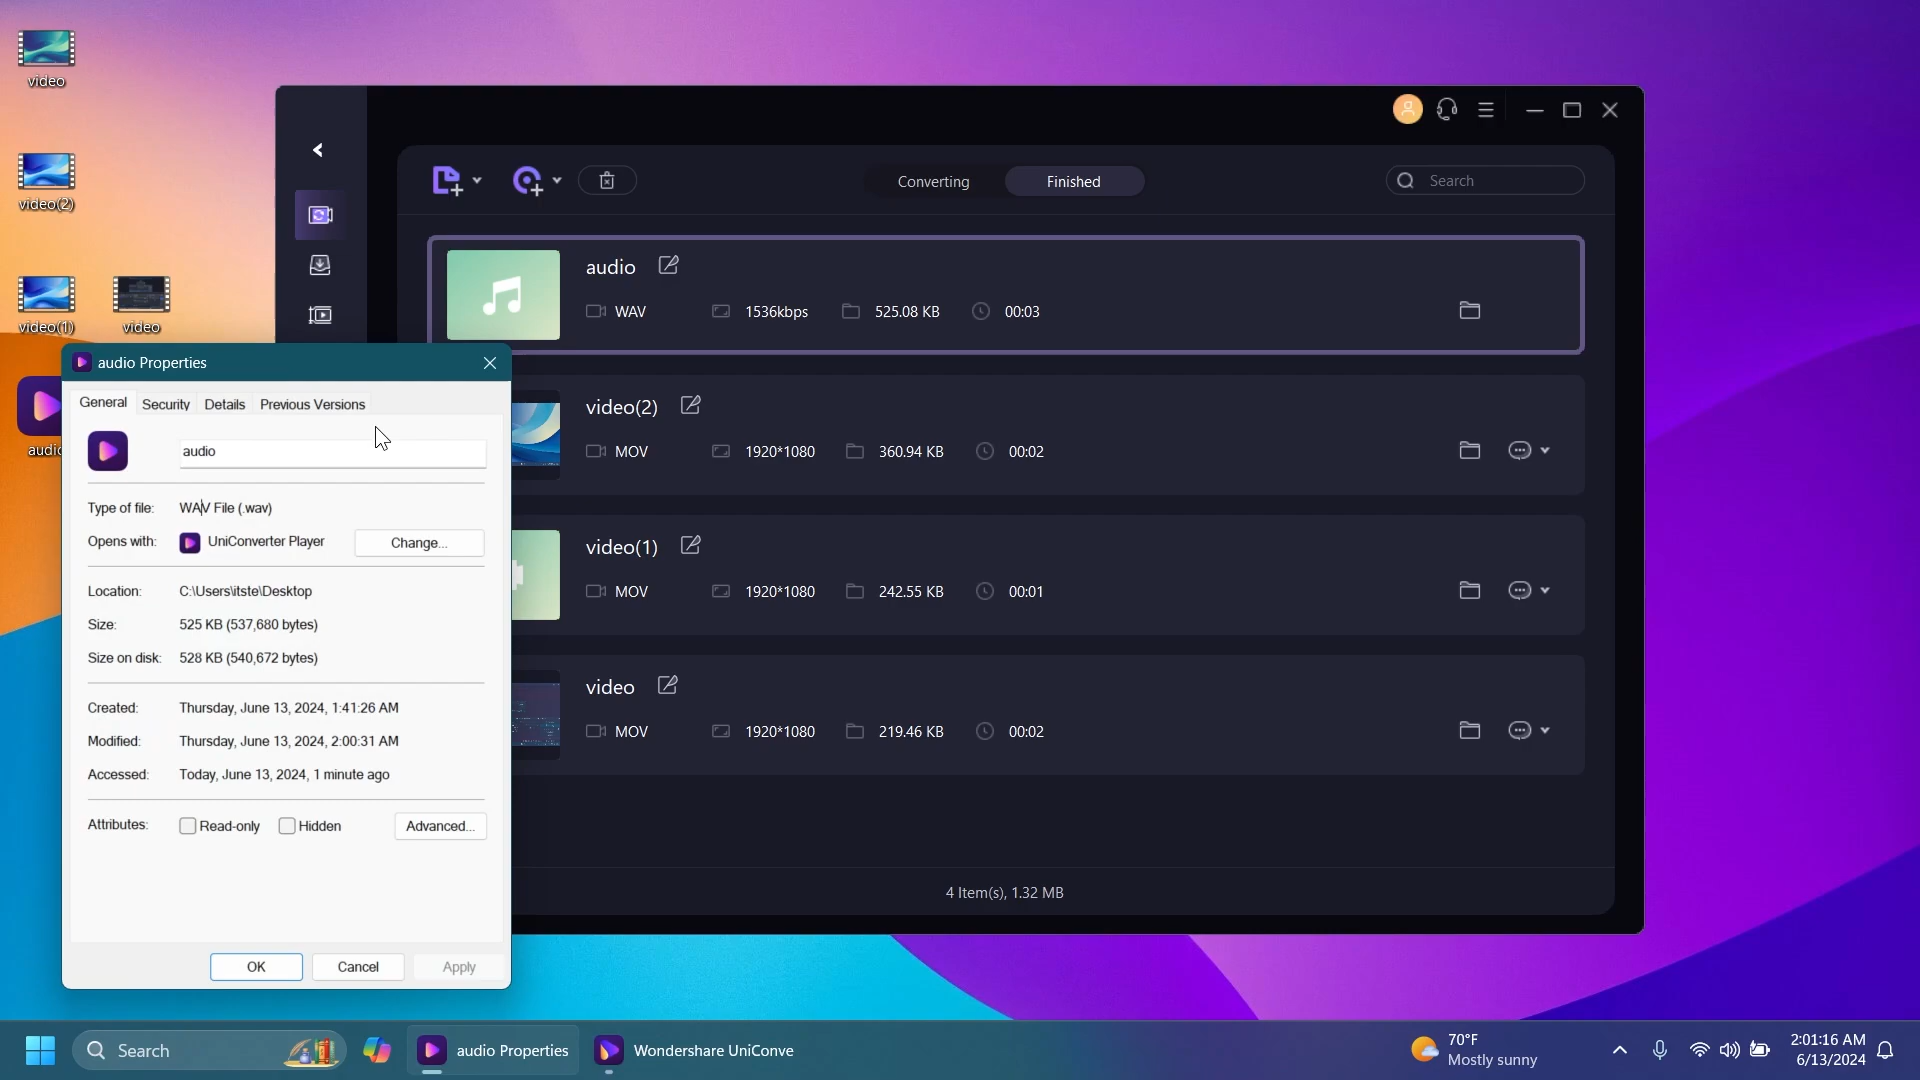 video
video(2)
video(1)
video
audio
Converting
Finished
Search
audio
WAV
1536kbps
525.08 KB
00:03
video(2)
MOV
1920*1080
360.94 KB
00:02
video(1)
MOV
1920*1080
242.55 KB
00:01
video
MOV
1920*1080
219.46 KB
00:02
4 Item(s), 1.32 MB
audio Properties
General
Security
Details
Previous Versions
audio
Type of file: WAV File (.wav)
Opens with: UniConverter Player
Change...
Location: C:\Users\itste\Desktop
Size: 525 KB (537,680 bytes)
Size on disk: 528 KB (540,672 bytes)
Created: Thursday, June 13, 2024, 1:41:26 AM
Modified: Thursday, June 13, 2024, 2:00:31 AM
Accessed: Today, June 13, 2024, 1 minute ago
Attributes: Read-only Hidden
Advanced...
OK
Cancel
Apply
Search
audio Properties
Wondershare UniConve
70°F
Mostly sunny
2:01:16 AM
6/13/2024